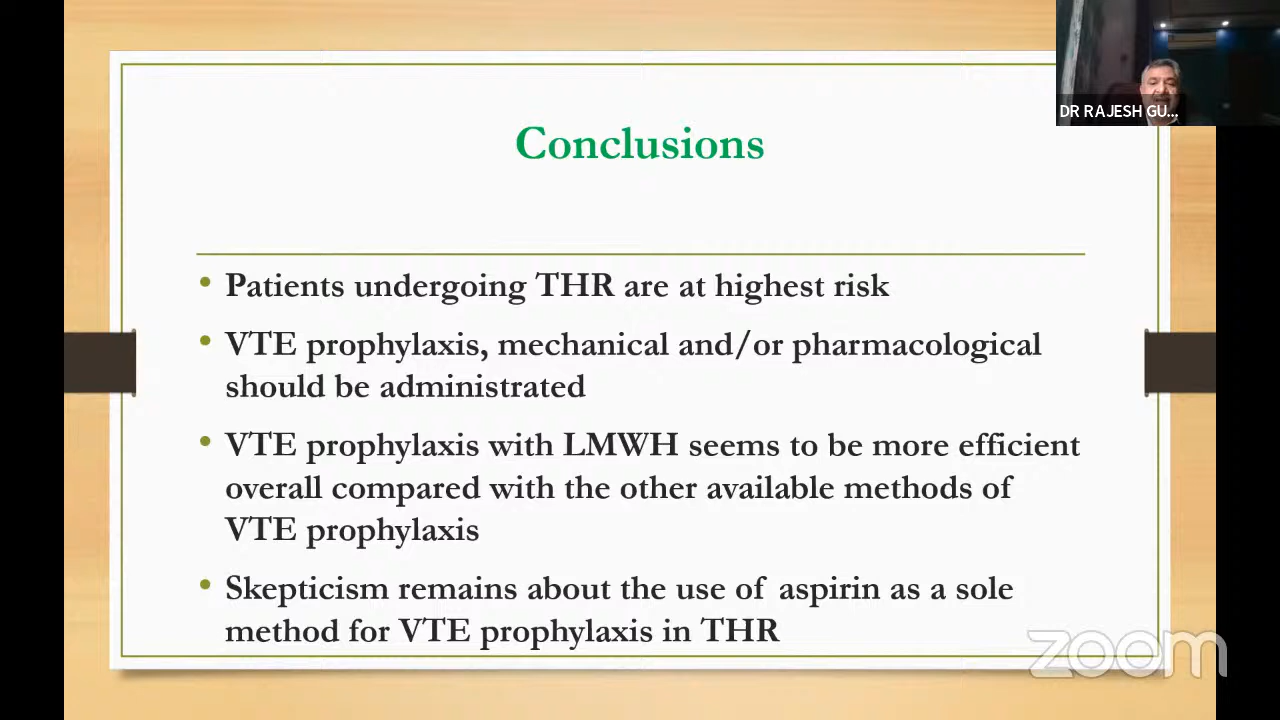 DR RAJESH GU...
Conclusions
• Patients undergoing THR are at highest risk
• VTE prophylaxis, mechanical and/or pharmacological
should be administrated
• VTE prophylaxis with LMWH seems to be more efficient
overall compared with the other available methods of
VTE prophylaxis
• Skepticism remains about the use of aspirin as a sole
method for VTE prophylaxis in THR
zoom